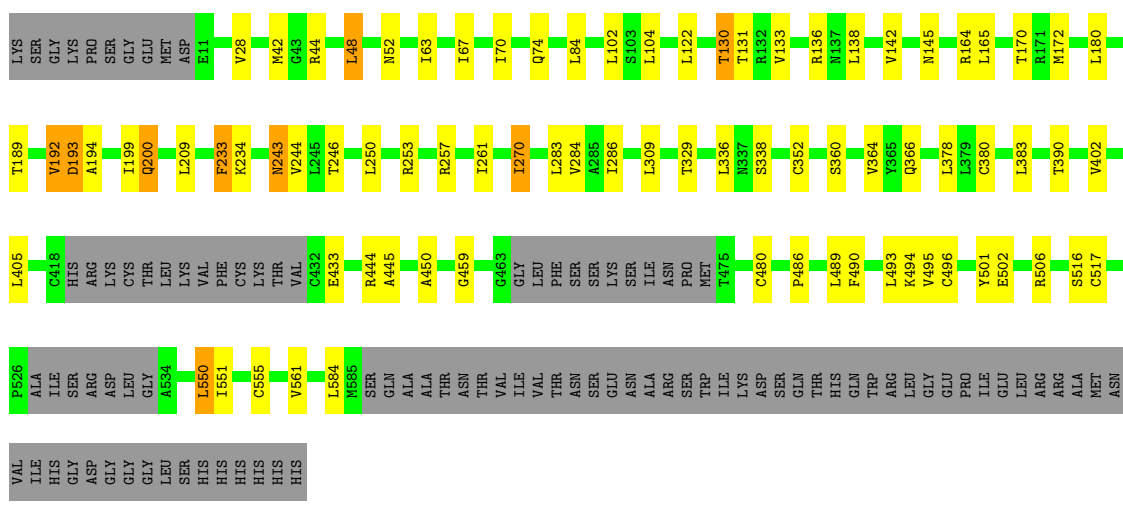 LYS SER GLY LYS PRO SER GLY GLU MET ASP E11 V28 M42 G43 R44 L48 N52 I63 I67 I70 Q74 L84 L102 S103 L104 L122 T130 T131 R132 V133 R136 N137 L138 V142 N145 R164 L165 T170 R171 M172 L180
T189 V192 D193 A194 I199 Q200 L209 F233 K234 N243 V244 L245 T246 L250 R253 R257 I261 I270 L283 V284 A285 I286 L309 T329 L336 N337 S338 C352 S360 V364 Y365 Q366 L378 L379 C380 L383 T390 V402
L405 C418 HIS ARG LYS CYS THR LEU LYS VAL PHE CYS LYS THR VAL C432 E433 R444 A445 A450 G459 G463 GLY LEU PHE SER SER LYS SER ILE ASN PRO MET T475 C480 P486 L489 F490 L493 K494 V495 C496 Y501 E502 R506 S516 C517
P526 ALA ILE SER ARG ASP LEU GLY A534 L550 I551 C555 V561 L584 M585 SER GLN ALA ALA THR ASN THR VAL ILE VAL THR ASN SER GLU ASN ALA ARG SER TRP ILE LYS ASP SER GLN THR HIS GLN TRP ARG LEU GLY GLU PRO ILE GLU LEU ARG ARG ALA MET ASN
VAL ILE HIS GLY ASP GLY GLY GLY LEU SER HIS HIS HIS HIS HIS HIS